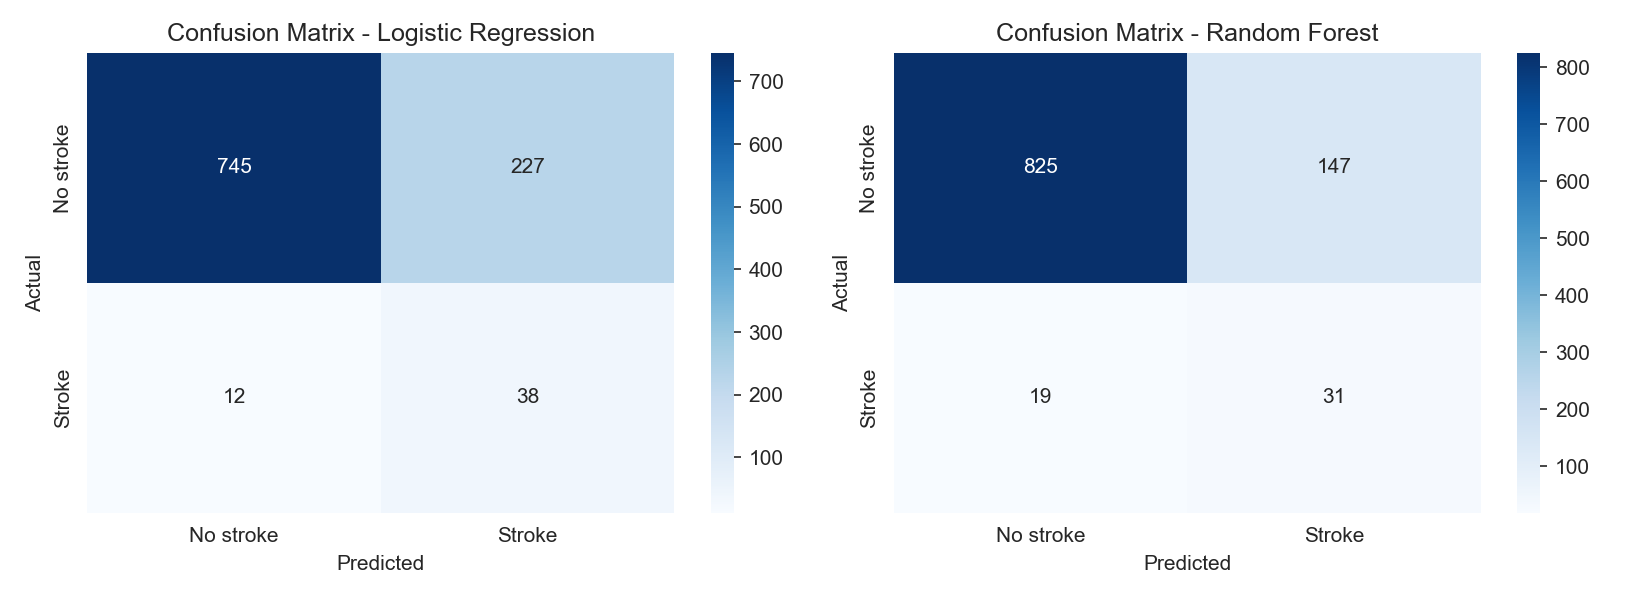 Confusion Matrix - Logistic Regression
Actual
No stroke
Stroke
745
227
12
38
No stroke
Stroke
Predicted
700
600
500
400
300
200
100
Confusion Matrix - Random Forest
Actual
No stroke
Stroke
825
147
19
31
No stroke
Stroke
Predicted
800
700
600
500
400
300
200
100